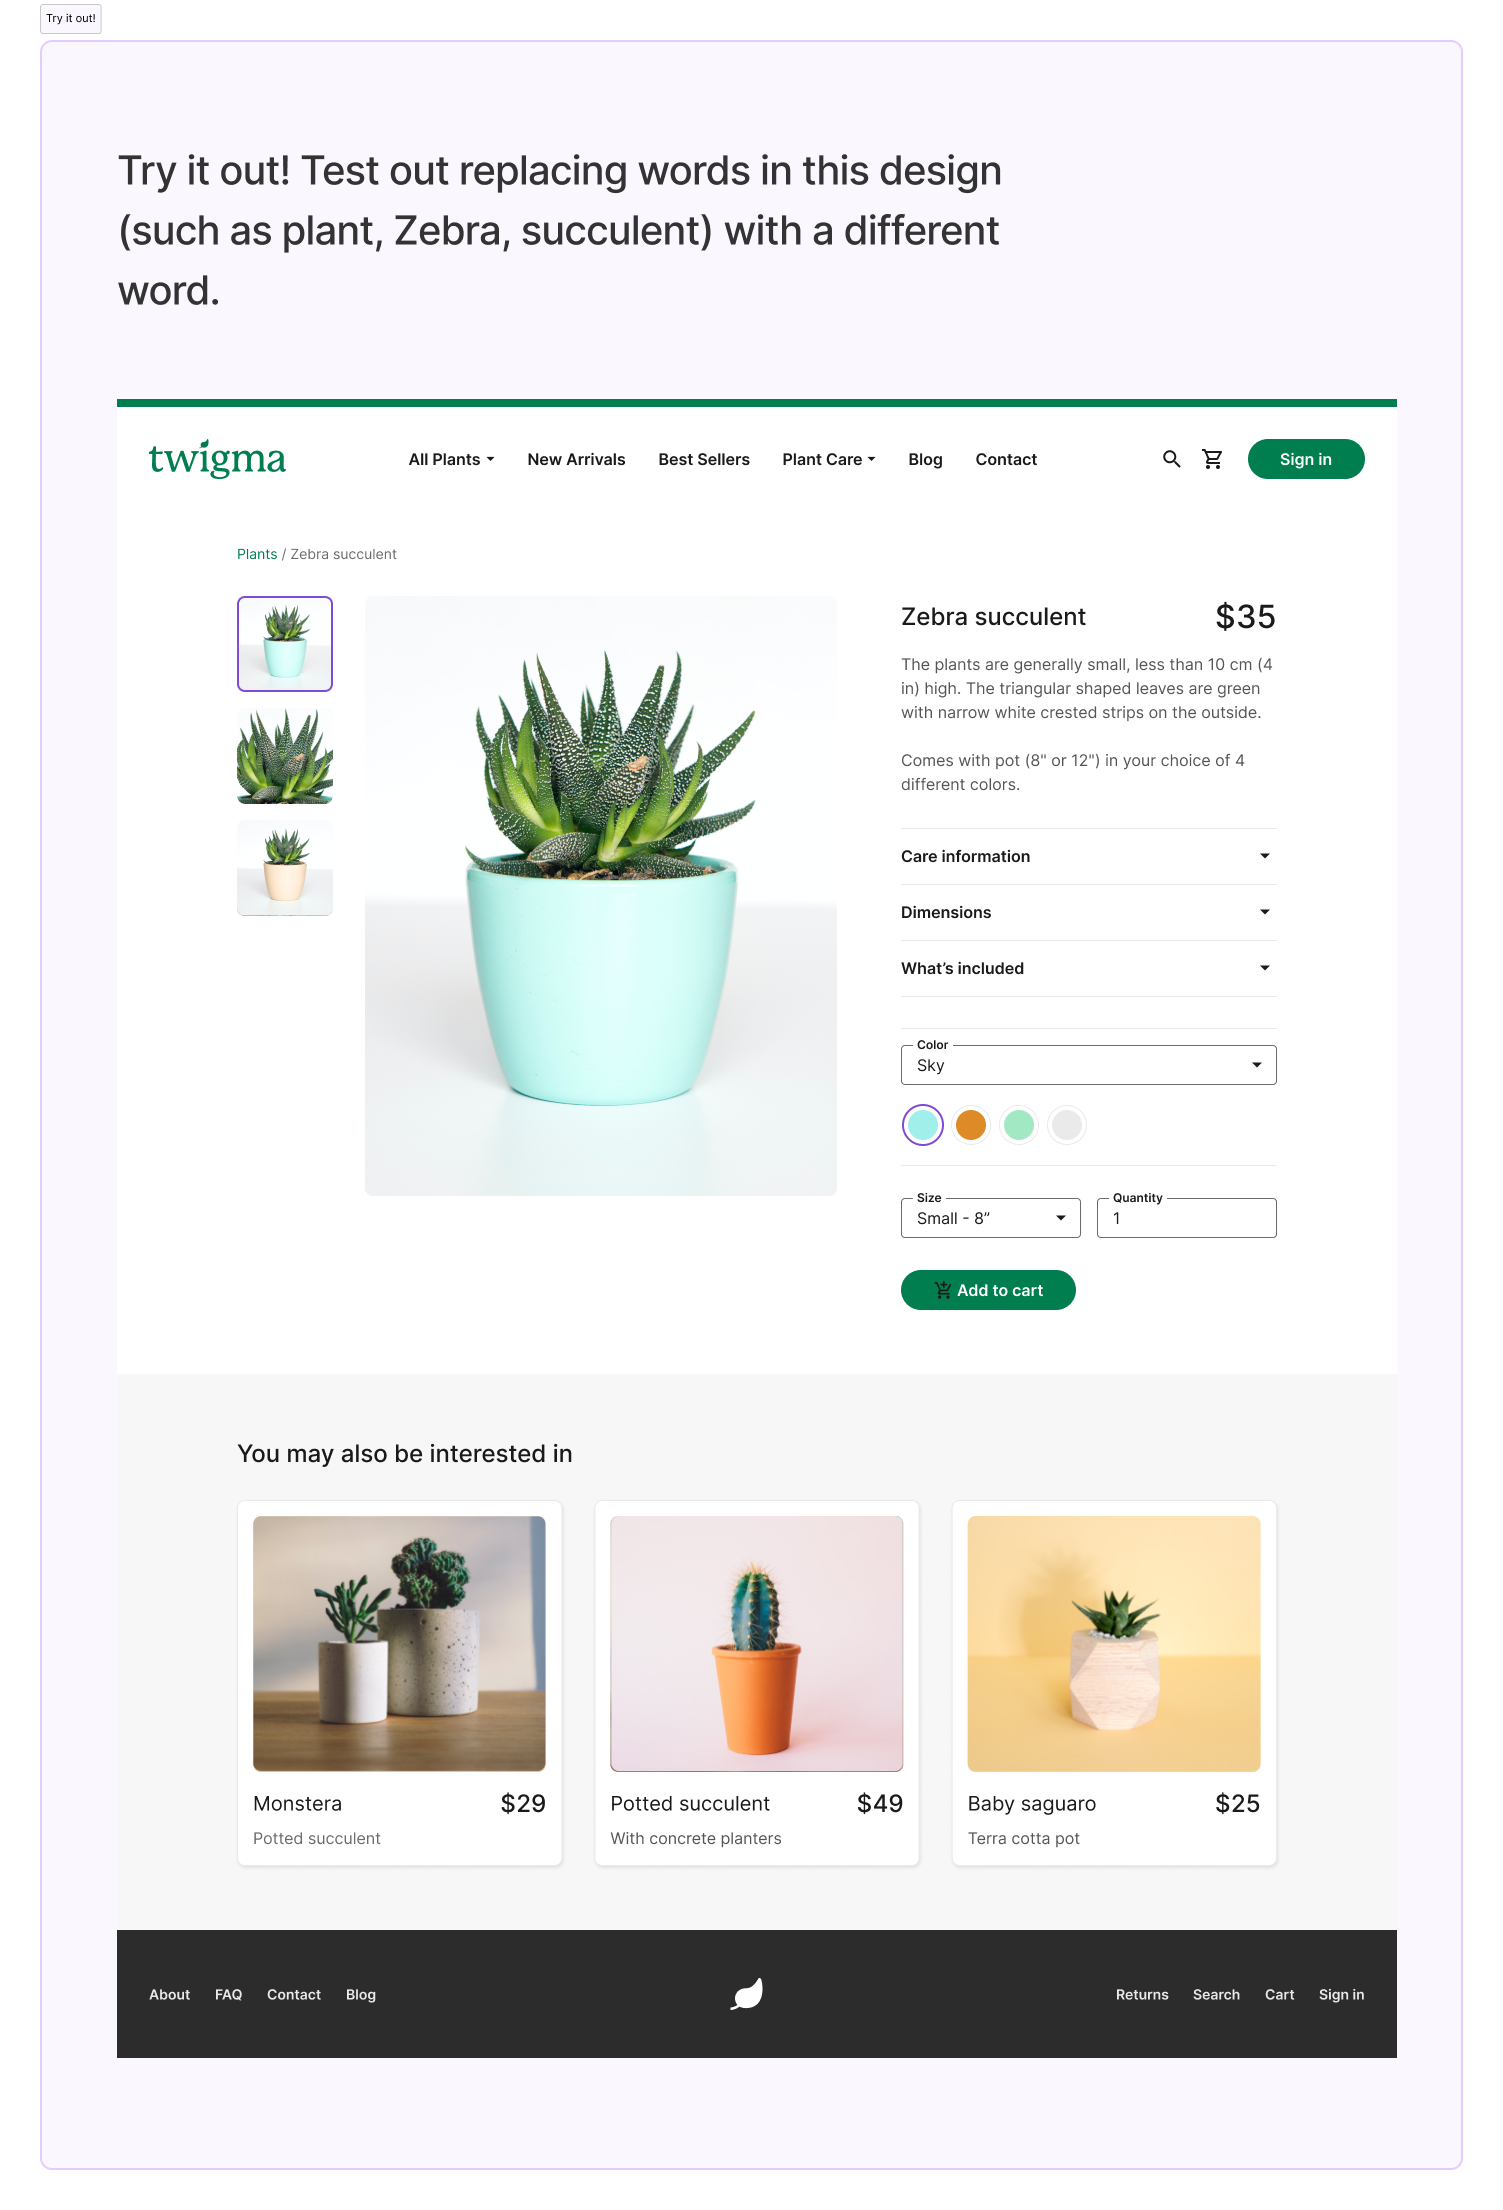 Try it out!
Try it out! Test out replacing words in this design
(such as plant, Zebra, succulent) with a different
word.
twigma
All Plants
New Arrivals
Best Sellers
Plant Care
Blog
Contact
Sign in
Plants / Zebra succulent
Zebra succulent
$35
The plants are generally small, less than 10 cm (4
in) high. The triangular shaped leaves are green
with narrow white crested strips on the outside.
Comes with pot (8" or 12") in your choice of 4
different colors.
Care information
Dimensions
What’s included
Color
Sky
Size
Small - 8”
Quantity
1
Add to cart
You may also be interested in
Monstera
$29
Potted succulent
Potted succulent
$49
With concrete planters
Baby saguaro
$25
Terra cotta pot
About
FAQ
Contact
Blog
Returns
Search
Cart
Sign in